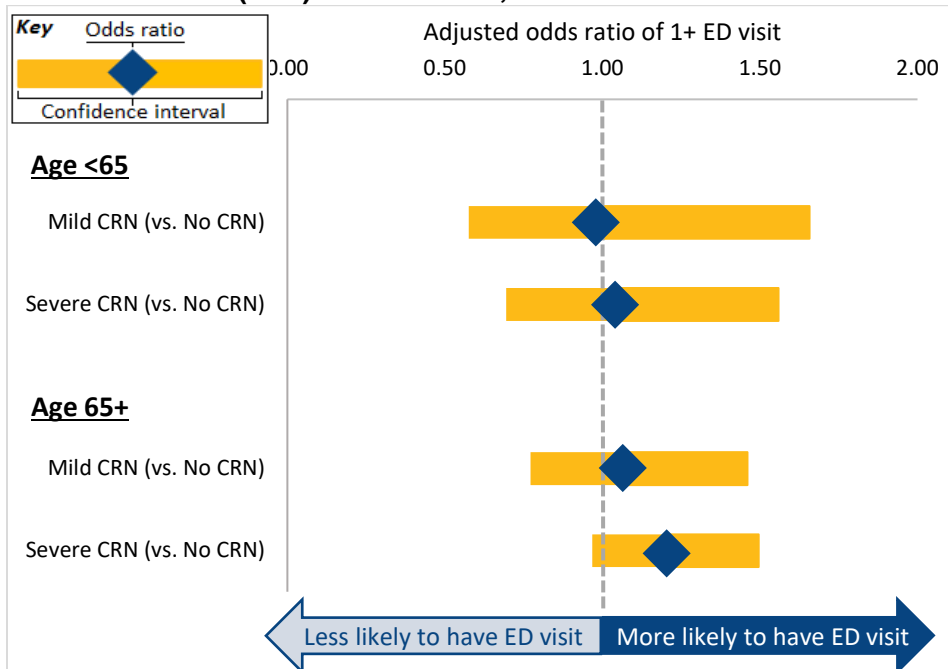 Key
Odds ratio
Confidence interval
Adjusted odds ratio of 1+ ED visit
0.00 0.50 1.00 1.50 2.00
Age <65
Mild CRN (vs. No CRN)
Severe CRN (vs. No CRN)
Age 65+
Mild CRN (vs. No CRN)
Severe CRN (vs. No CRN)
Less likely to have ED visit More likely to have ED visit